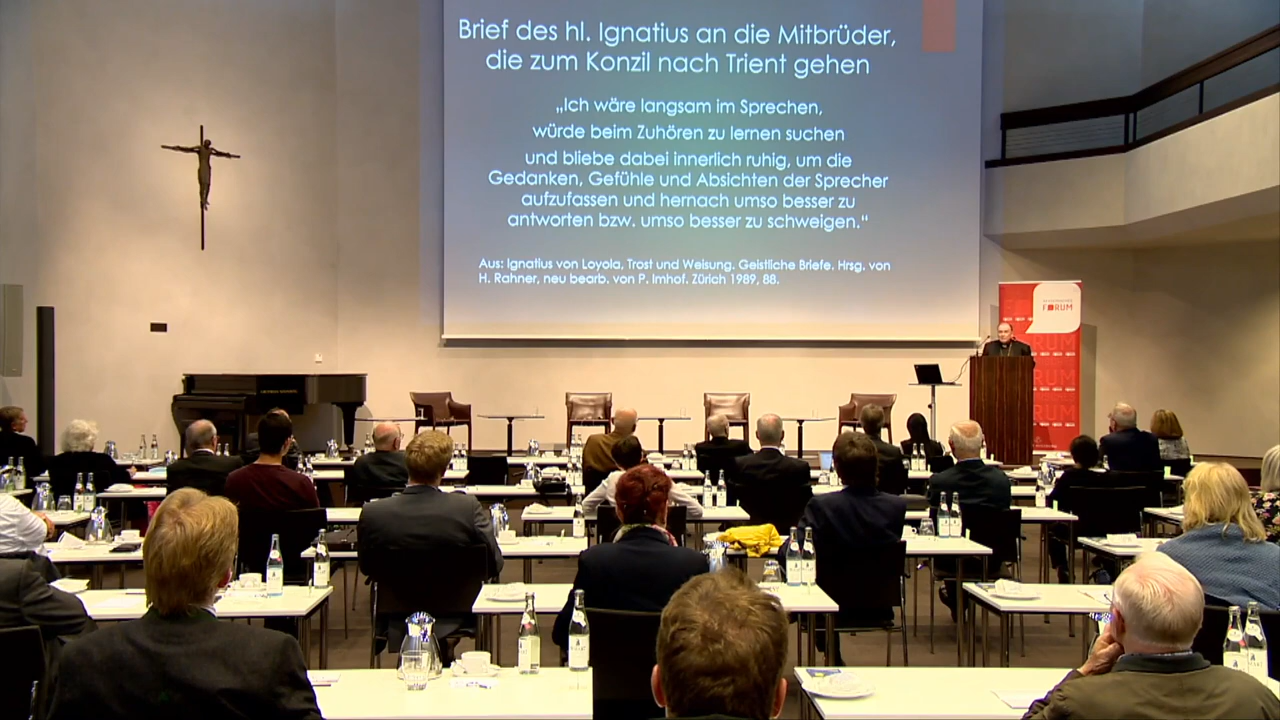 Brief des hl. Ignatius an die Mitbrüder,
die zum Konzil nach Trient gehen
„Ich wäre langsam im Sprechen,
würde beim Zuhören zu lernen suchen
und bliebe dabei innerlich ruhig, um die
Gedanken, Gefühle und Absichten der Sprecher
aufzufassen und hernach umso besser zu
antworten bzw. umso besser zu schweigen.“
Aus: Ignatius von Loyola, Trost und Weisung. Geistliche Briefe. Hrsg. von
H. Rahner, neu bearb. von P. Imhof. Zürich 1989, 88.
FORUM
FORUM
FORUM